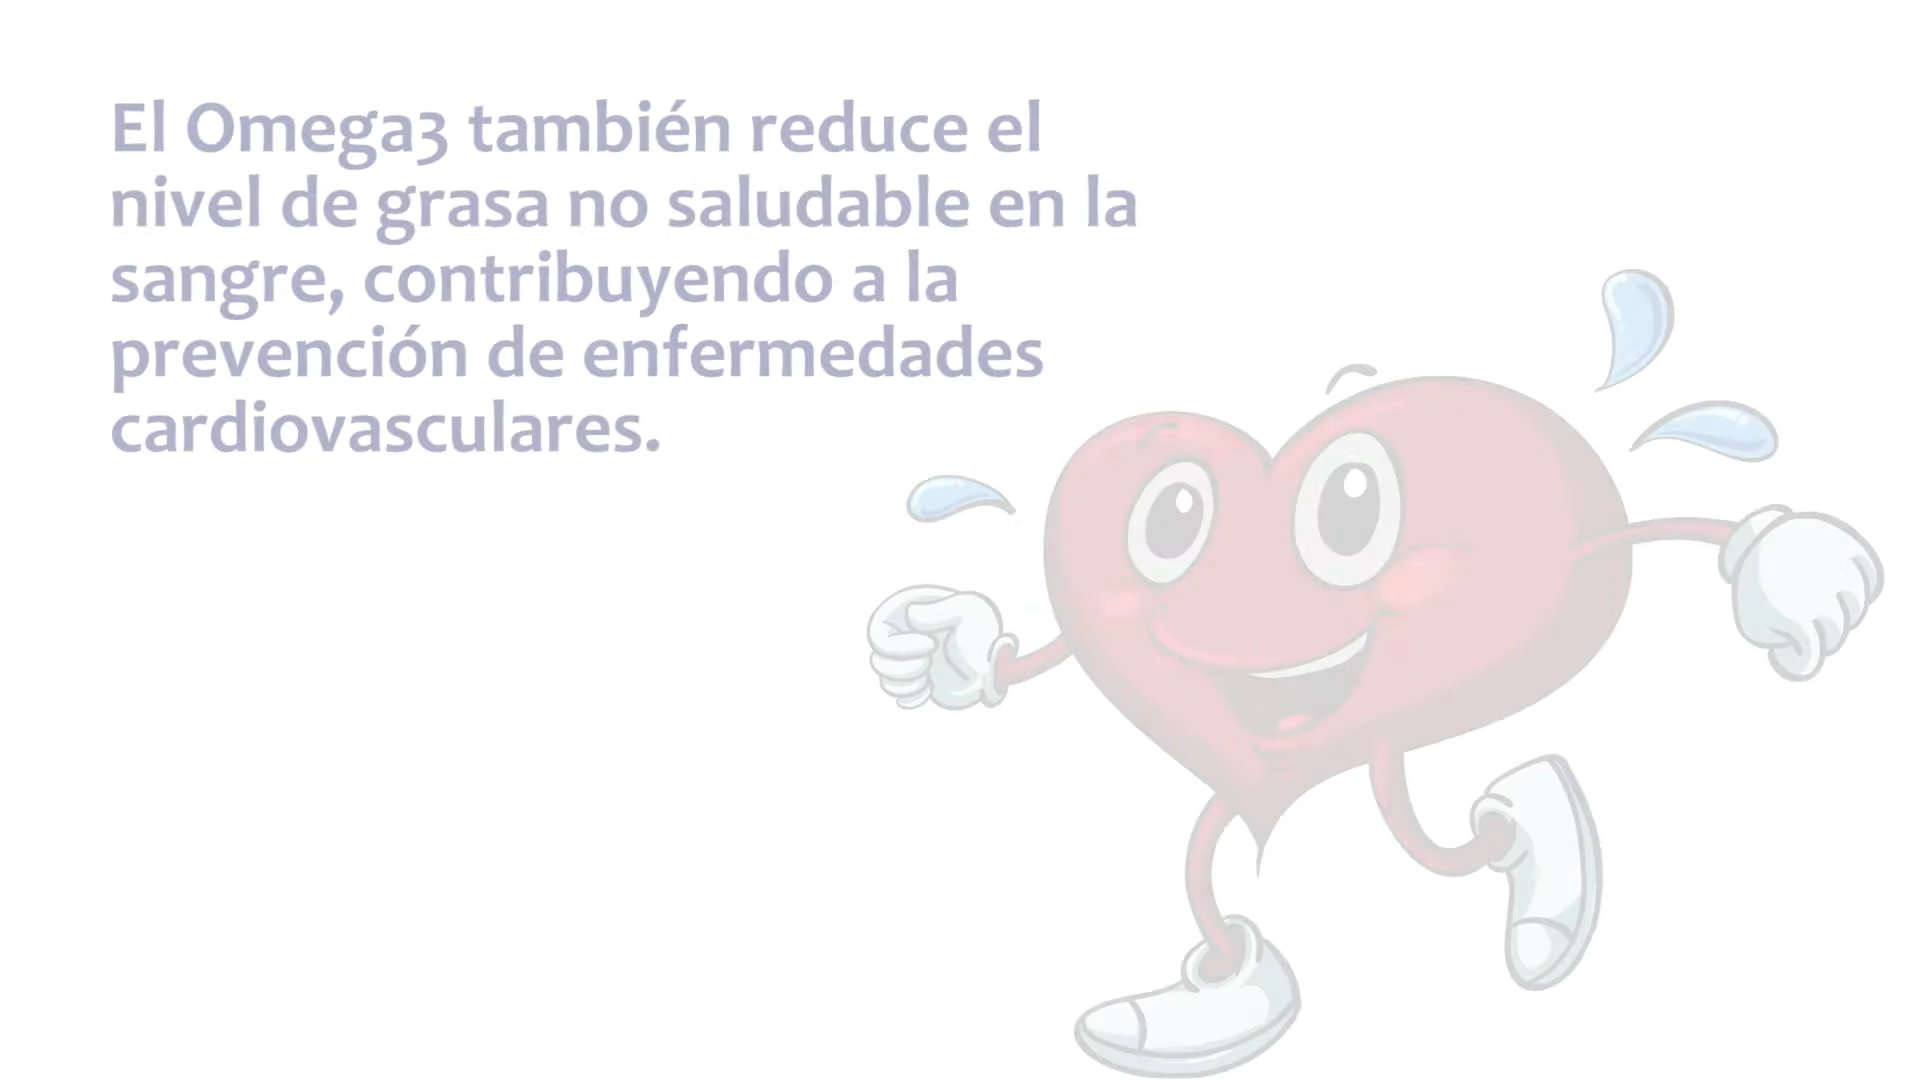 El Omega3 también reduce el
nivel de grasa no saludable en la
sangre, contribuyendo a la
prevención de enfermedades
cardiovasculares.